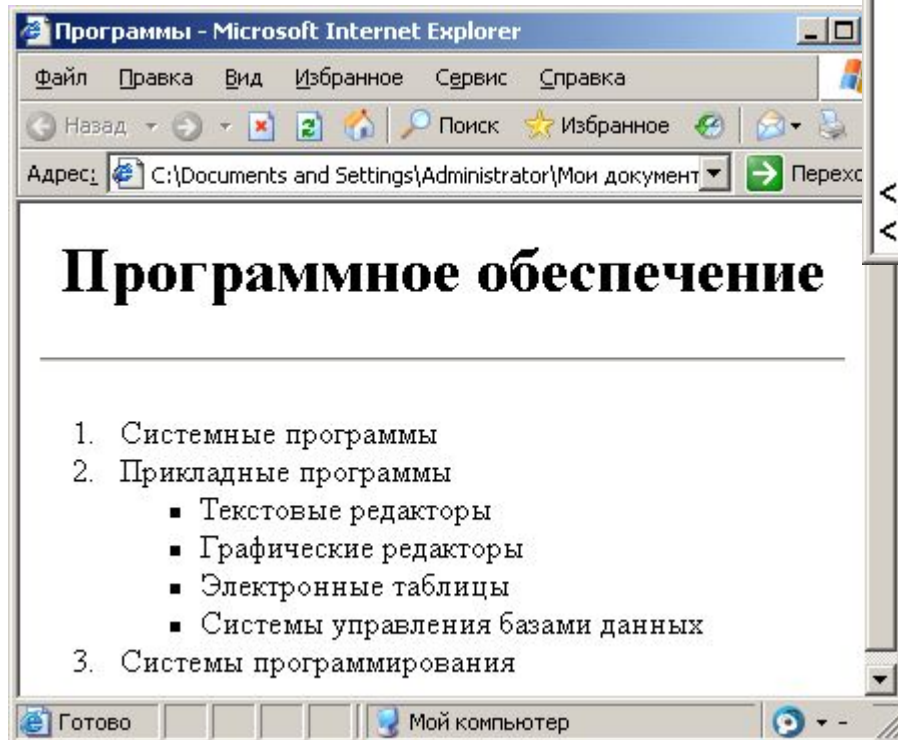 Программы - Microsoft Internet Explorer
Файл Правка Вид Избранное Сервис Справка
Назад Поиск Избранное
Адрес: C:\Documents and Settings\Administrator\Мои документ
<
<
Программное обеспечение
1. Системные программы
2. Прикладные программы
▪ Текстовые редакторы
▪ Графические редакторы
▪ Электронные таблицы
▪ Системы управления базами данных
3. Системы программирования
Готово Мой компьютер